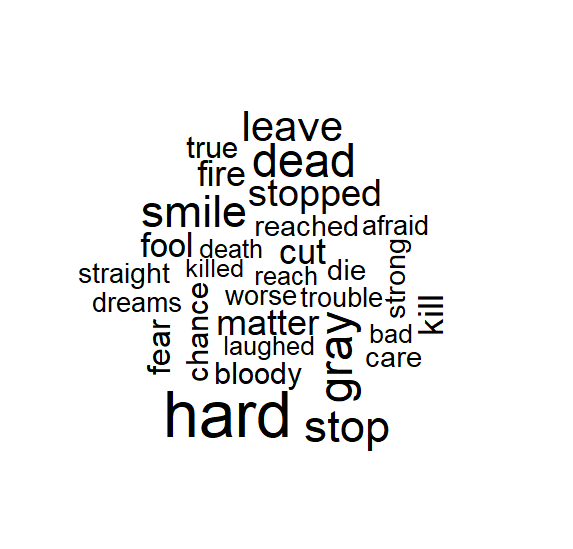 leave
true
dead
fire
stopped
smile
reached
afraid
fool
death
cut
strong
straight
killed
reach
die
dreams
worse
trouble
chance
kill
fear
matter
gray
bad
laughed
care
bloody
hard
stop